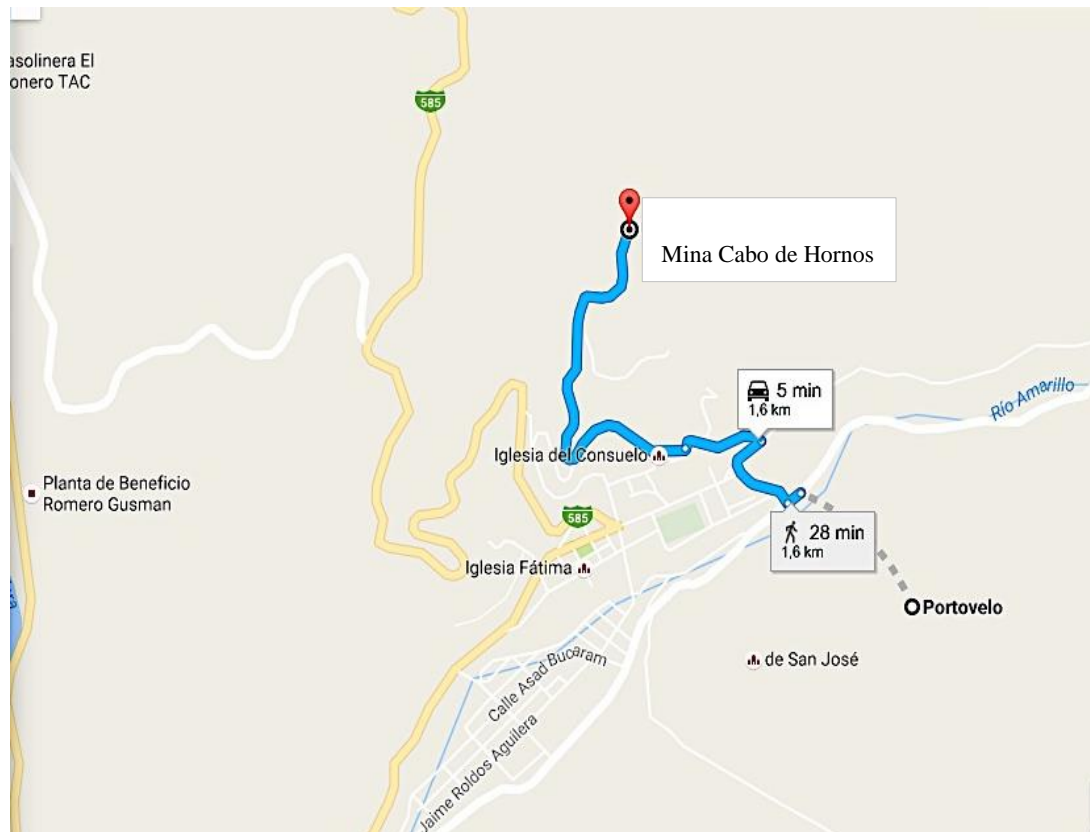 asolinera El
onero TAC
585
Mina Cabo de Hornos
5 min
1,6 km
Río Amarillo
Iglesia del Consuelo
Planta de Beneficio
Romero Gusman
585
28 min
1,6 km
Iglesia Fátima
Portovelo
de San José
Calle Asad Bucaram
Jaime Roldos Aguilera